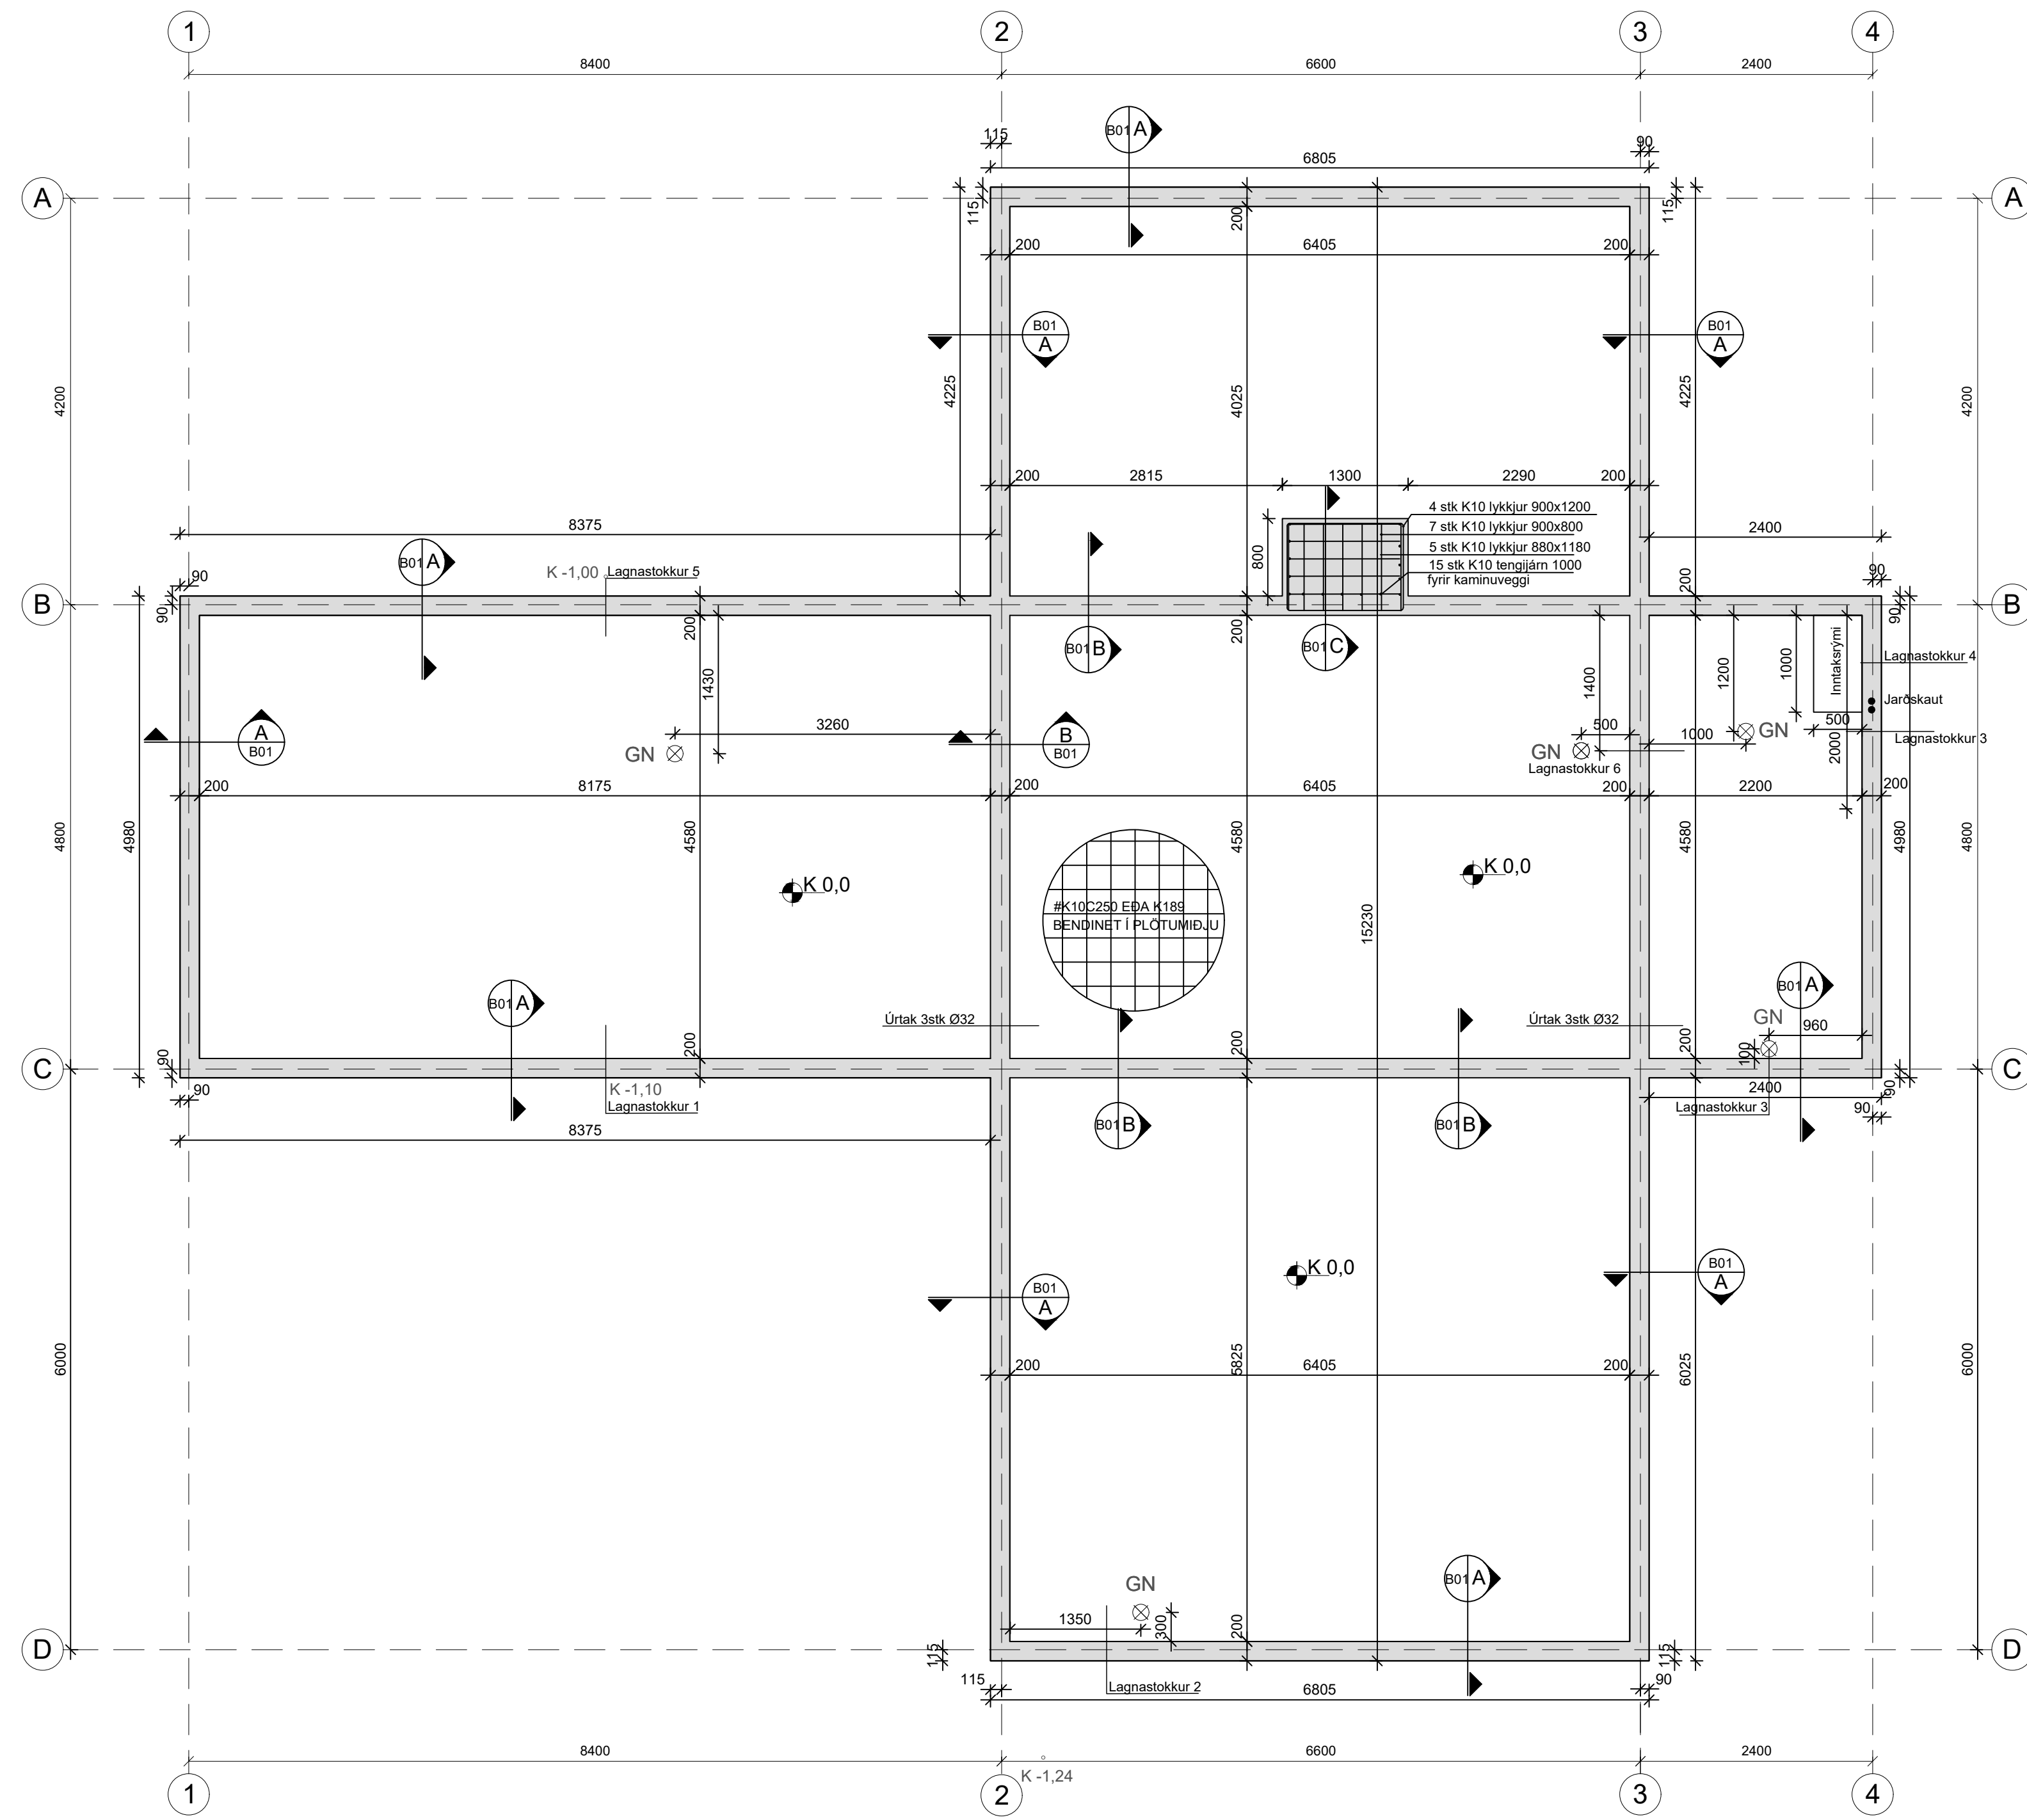 1
2
3
4
8400
6600
2400
115
B01 A
90
6805
A
A
115
115
200
200
6405
200
B01
A
B01
A
4200
4225
4025
4225
4200
200
2815
1300
2290
200
4 stk K10 lykkjur 900x1200
7 stk K10 lykkjur 900x800
5 stk K10 lykkjur 880x1180
15 stk K10 tengijárn 1000
fyrir kaminuveggi
8375
2400
800
B01 A
K -1,00
Lagnastokkur 5
90
200
90
B
B
90
90
200
200
B01 B
B01 C
1430
1400
1200
1000
Inntaksrými
Lagnastokkur 4
Jarðskaut
A
B01
3260
B
B01
500
500
GN
GN
GN
1000
2000
Lagnastokkur 3
Lagnastokkur 6
200
8175
200
6405
200
2200
200
4800
4980
4580
4580
4580
4980
4800
K 0,0
K 0,0
#K10C250 EÐA K189
BENDINET Í PLÖTUMIÐJU
15230
B01 A
B01 A
Úrtak 3stk Ø32
Úrtak 3stk Ø32
GN
960
200
200
200
100
90
C
C
90
K -1,10
Lagnastokkur 1
2400
90
Lagnastokkur 3
90
B01 B
B01 B
8375
K 0,0
B01
A
B01
A
6000
5825
6025
6000
200
6405
200
B01 A
GN
1350
300
200
D
D
115
115
115
Lagnastokkur 2
90
6805
8400
6600
2400
K -1,24
1
2
3
4